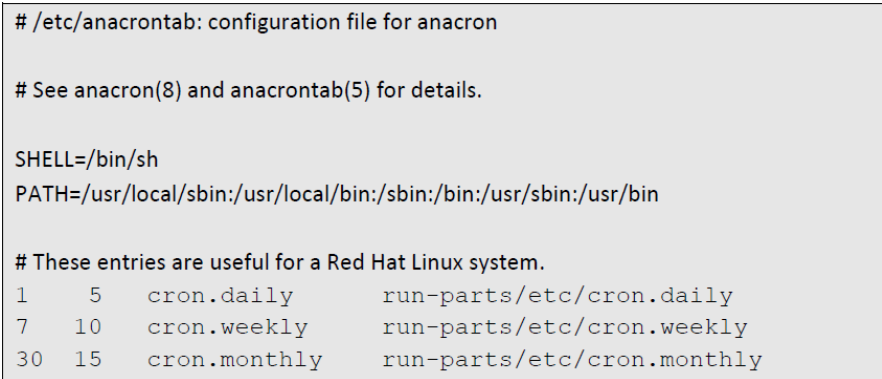 # /etc/anacrontab: configuration file for anacron
# See anacron(8) and anacrontab(5) for details.
SHELL=/bin/sh
PATH=/usr/local/sbin:/usr/local/bin:/sbin:/bin:/usr/sbin:/usr/bin
# These entries are useful for a Red Hat Linux system.
1 5 cron.daily run-parts/etc/cron.daily
7 10 cron.weekly run-parts/etc/cron.weekly
30 15 cron.monthly run-parts/etc/cron.monthly